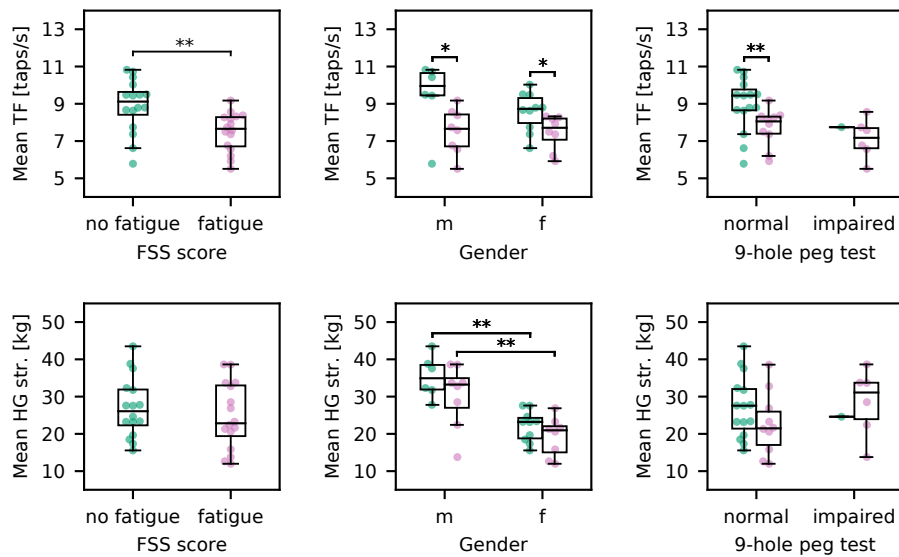 Mean TF [taps/s]
13
11
9
7
5
**
no fatigue fatigue
FSS score
Mean TF [taps/s]
13
11
9
7
5
*
*
m f
Gender
Mean TF [taps/s]
13
11
9
7
5
**
normal impaired
9-hole peg test
Mean HG str. [kg]
50
40
30
20
10
no fatigue fatigue
FSS score
Mean HG str. [kg]
50
40
30
20
10
**
**
m f
Gender
Mean HG str. [kg]
50
40
30
20
10
normal impaired
9-hole peg test